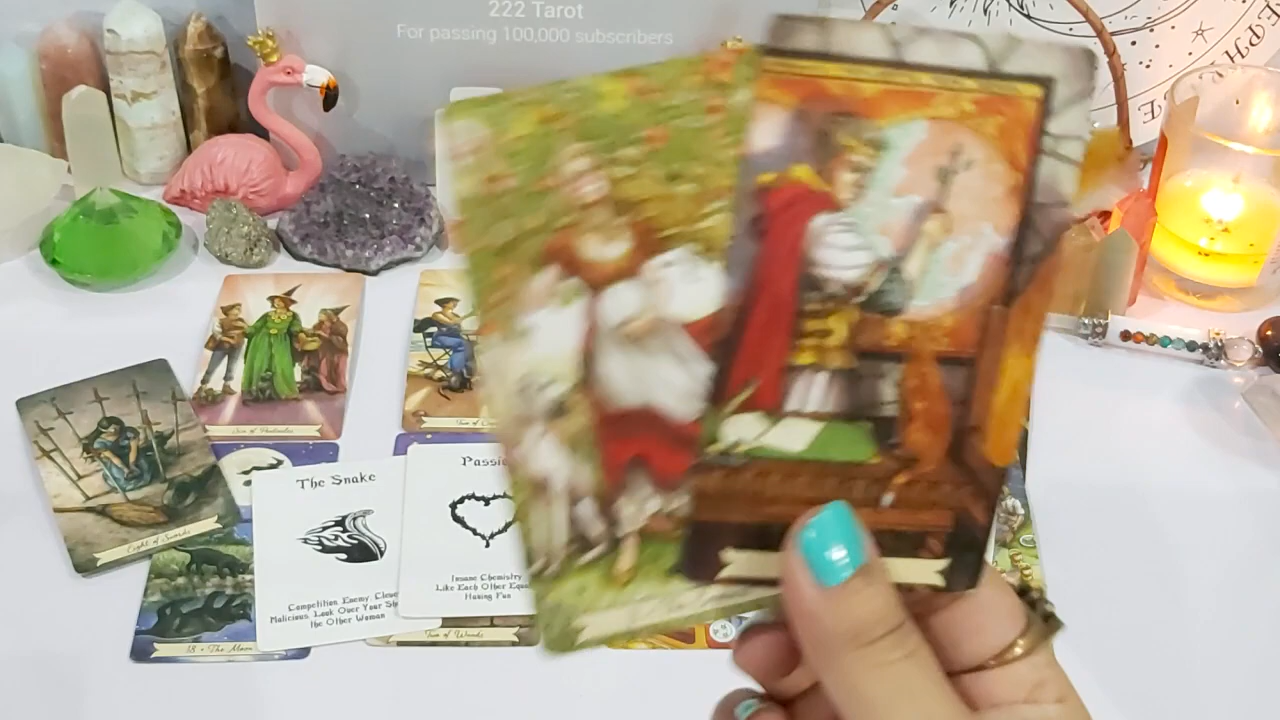 222 Tarot
For passing 100,000 subscribers
Six of Pentacles
Eight of Swords
The Snake
Competition, Enemy, Cleve
Malicious, Look Over Your Sh
the Other Woman
Passi
Insane Chemistry
Like Each Other Equa
Having Fun
18 • The Moon
of Wands